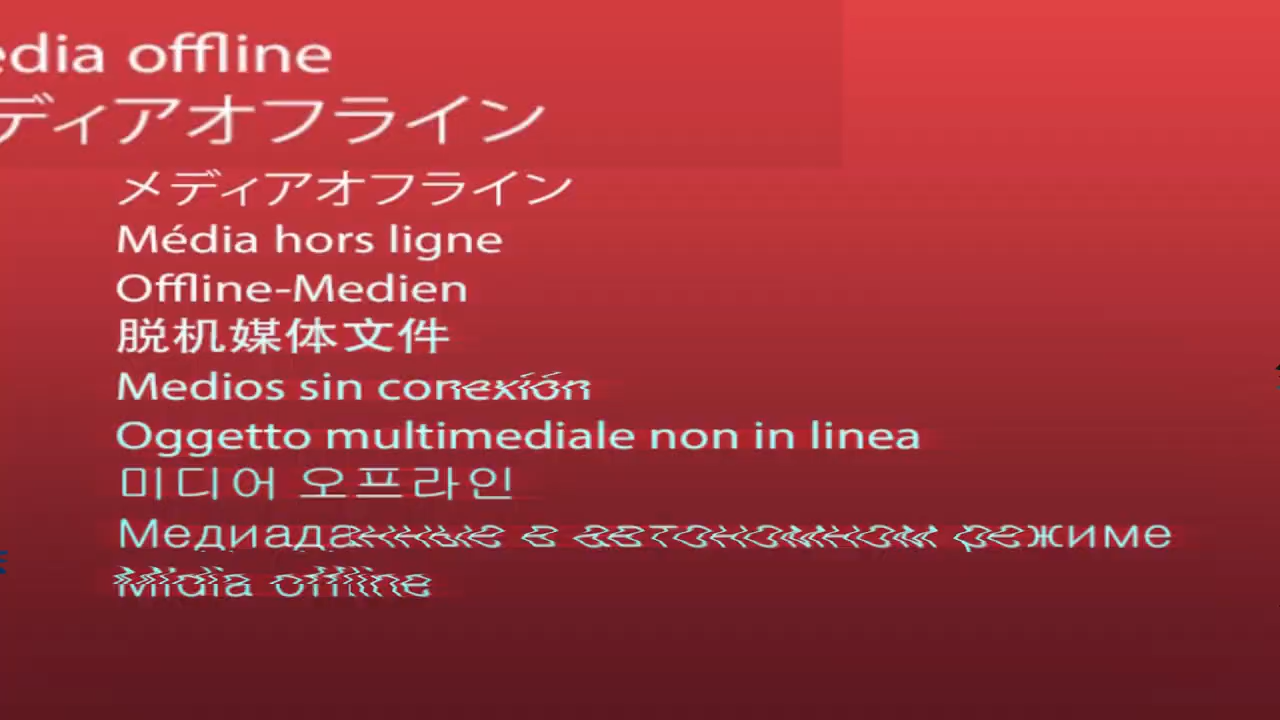 edia offline
ディアオフライン
メディアオフライン
Média hors ligne
Offline-Medien
脱机媒体文件
Medios sin conexión
Oggetto multimediale non in linea
미디어 오프라인
Медиаданные в автономном режиме
Mídia offline